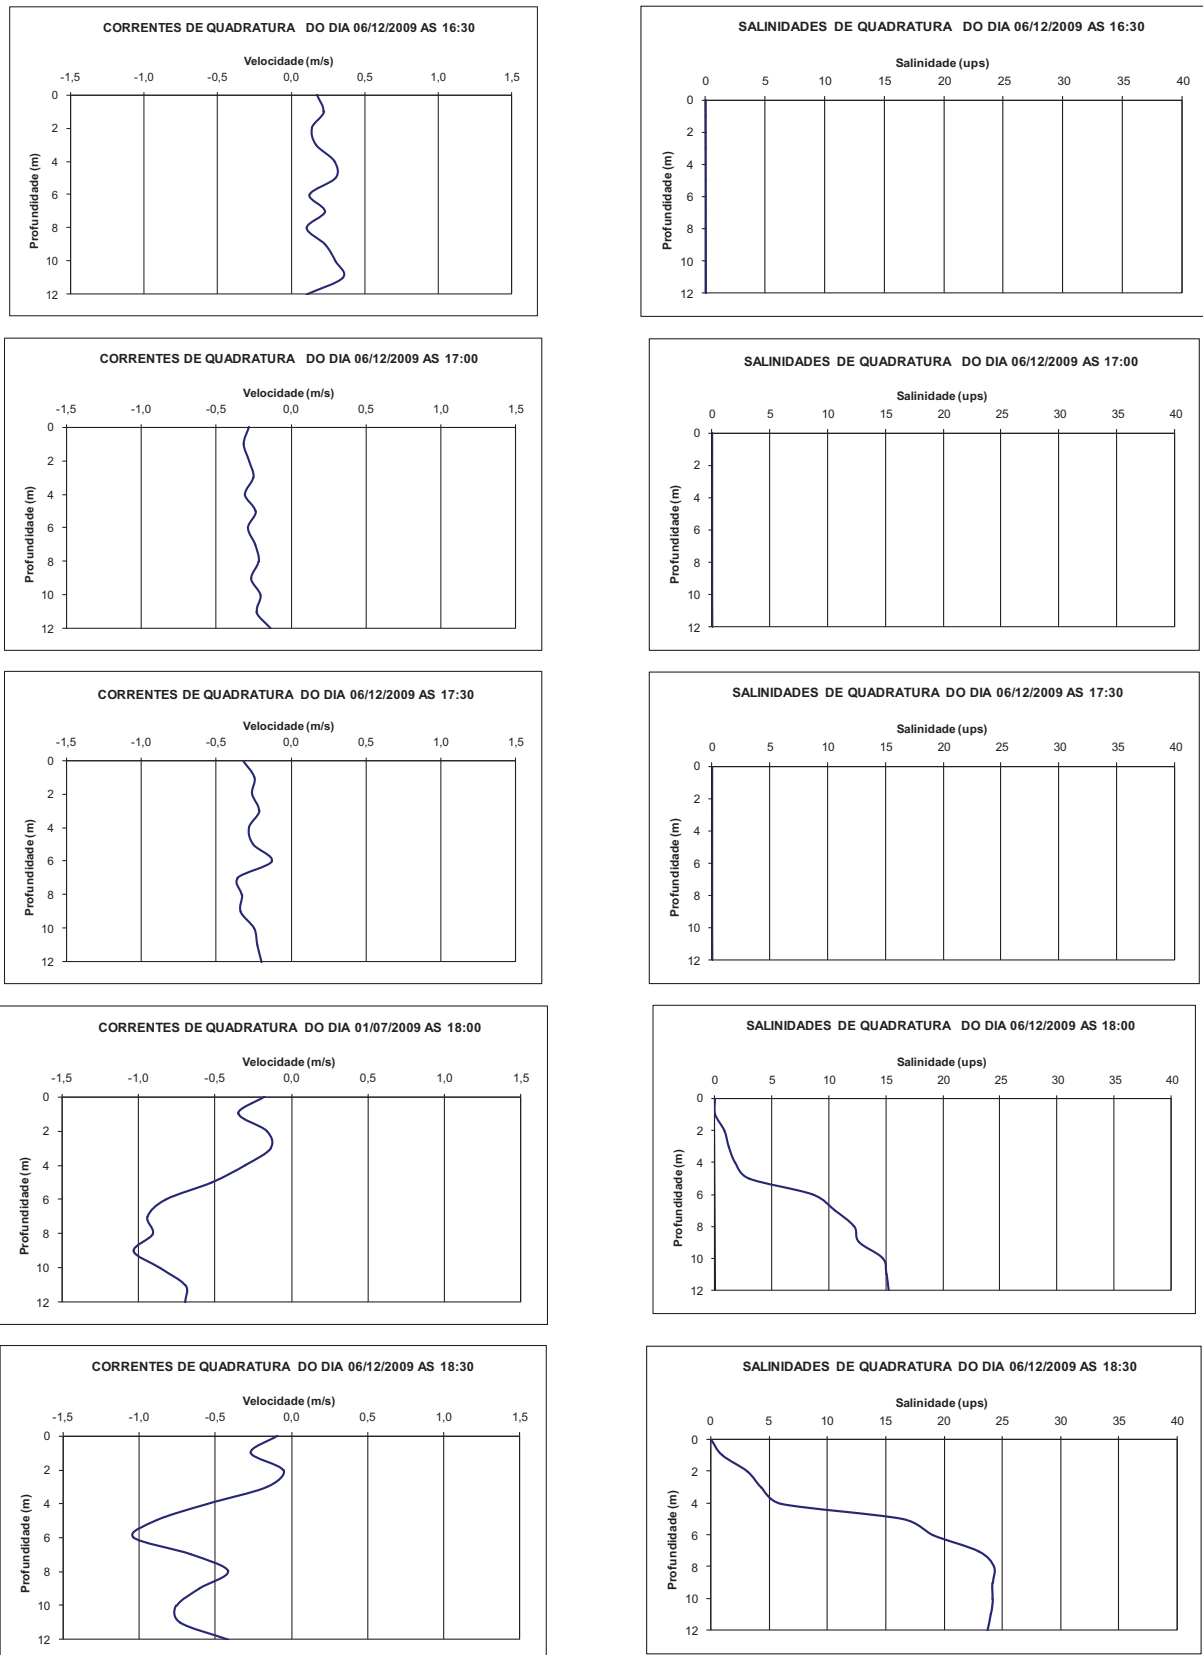 CORRENTES DE QUADRATURA DO DIA 06/12/2009 AS 16:30
Velocidade (m/s)
-1,5 -1,0 -0,5 0,0 0,5 1,0 1,5
Profundidade (m)
0
2
4
6
8
10
12
SALINIDADES DE QUADRATURA DO DIA 06/12/2009 AS 16:30
Salinidade (ups)
0 5 10 15 20 25 30 35 40
Profundidade (m)
0
2
4
6
8
10
12
CORRENTES DE QUADRATURA DO DIA 06/12/2009 AS 17:00
Velocidade (m/s)
-1,5 -1,0 -0,5 0,0 0,5 1,0 1,5
Profundidade (m)
0
2
4
6
8
10
12
SALINIDADES DE QUADRATURA DO DIA 06/12/2009 AS 17:00
Salinidade (ups)
0 5 10 15 20 25 30 35 40
Profundidade (m)
0
2
4
6
8
10
12
CORRENTES DE QUADRATURA DO DIA 06/12/2009 AS 17:30
Velocidade (m/s)
-1,5 -1,0 -0,5 0,0 0,5 1,0 1,5
Profundidade (m)
0
2
4
6
8
10
12
SALINIDADES DE QUADRATURA DO DIA 06/12/2009 AS 17:30
Salinidade (ups)
0 5 10 15 20 25 30 35 40
Profundidade (m)
0
2
4
6
8
10
12
CORRENTES DE QUADRATURA DO DIA 01/07/2009 AS 18:00
Velocidade (m/s)
-1,5 -1,0 -0,5 0,0 0,5 1,0 1,5
Profundidade (m)
0
2
4
6
8
10
12
SALINIDADES DE QUADRATURA DO DIA 06/12/2009 AS 18:00
Salinidade (ups)
0 5 10 15 20 25 30 35 40
Profundidade (m)
0
2
4
6
8
10
12
CORRENTES DE QUADRATURA DO DIA 06/12/2009 AS 18:30
Velocidade (m/s)
-1,5 -1,0 -0,5 0,0 0,5 1,0 1,5
Profundidade (m)
0
2
4
6
8
10
12
SALINIDADES DE QUADRATURA DO DIA 06/12/2009 AS 18:30
Salinidade (ups)
0 5 10 15 20 25 30 35 40
Profundidade (m)
0
2
4
6
8
10
12